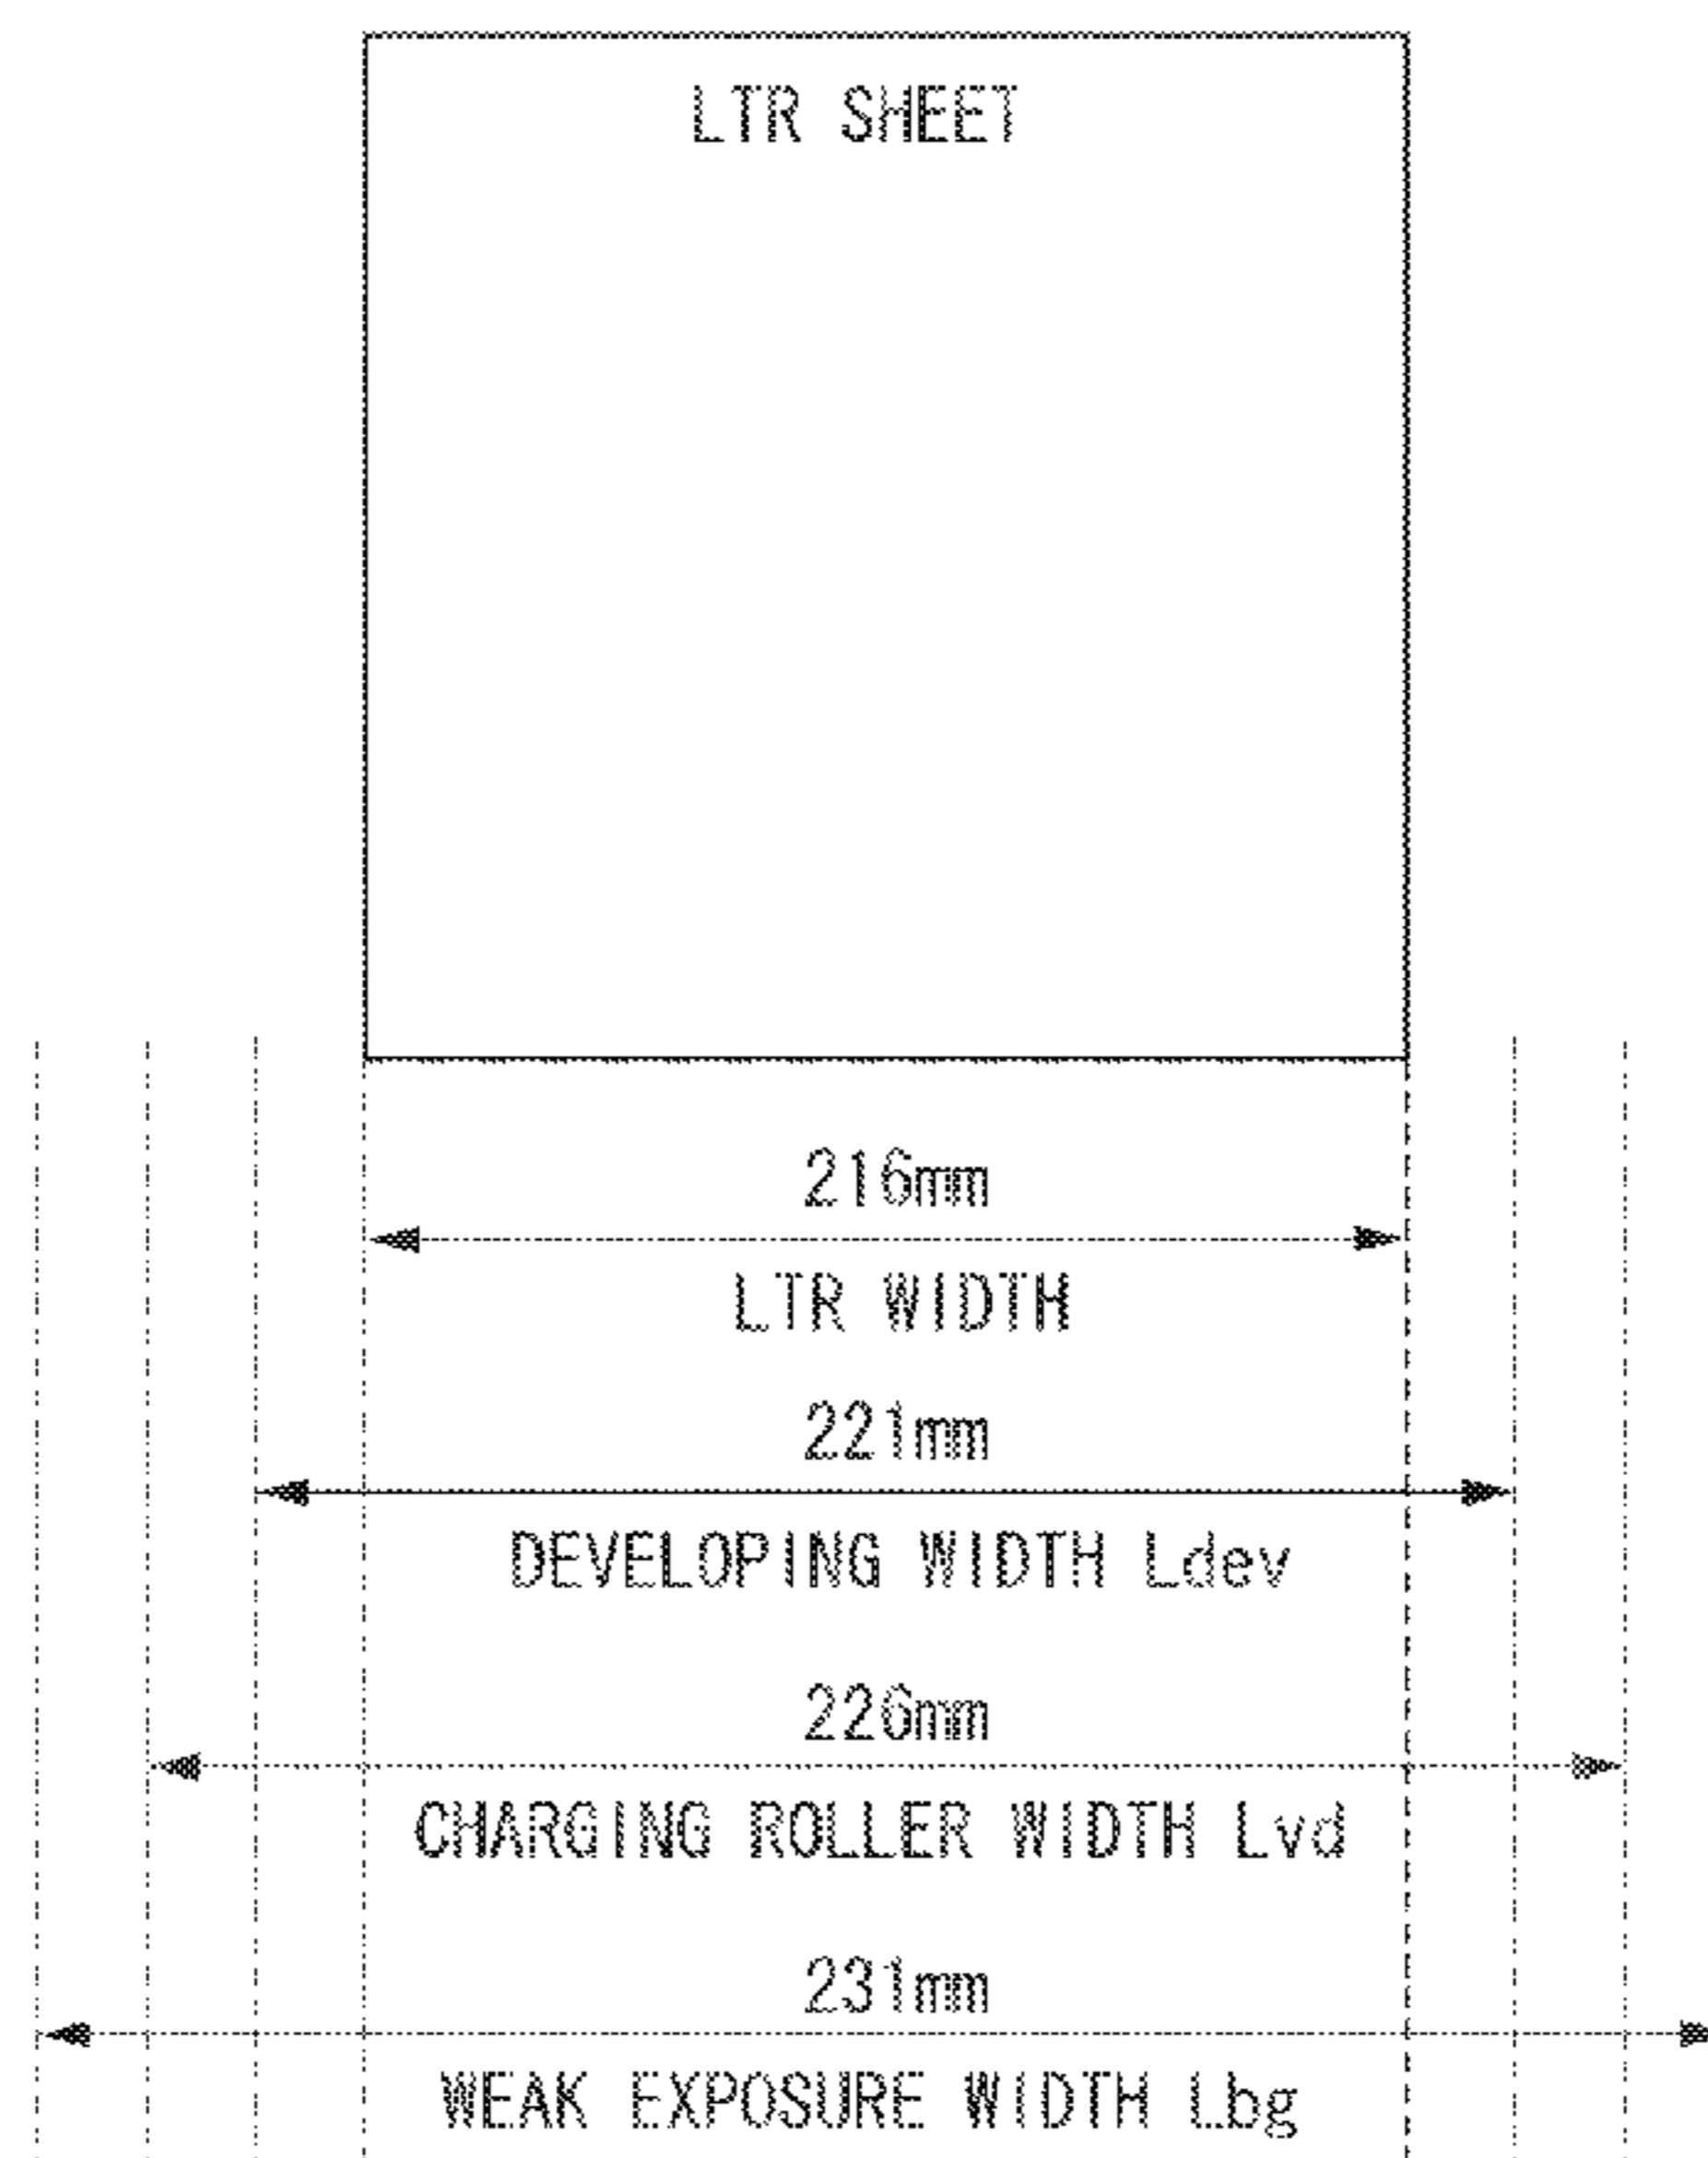 LTR SHEET
216mm
LTR WIDTH
221mm
DEVELOPING WIDTH Ldev
226mm
CHARGING ROLLER WIDTH Lvd
231mm
WEAK EXPOSURE WIDTH Lbg